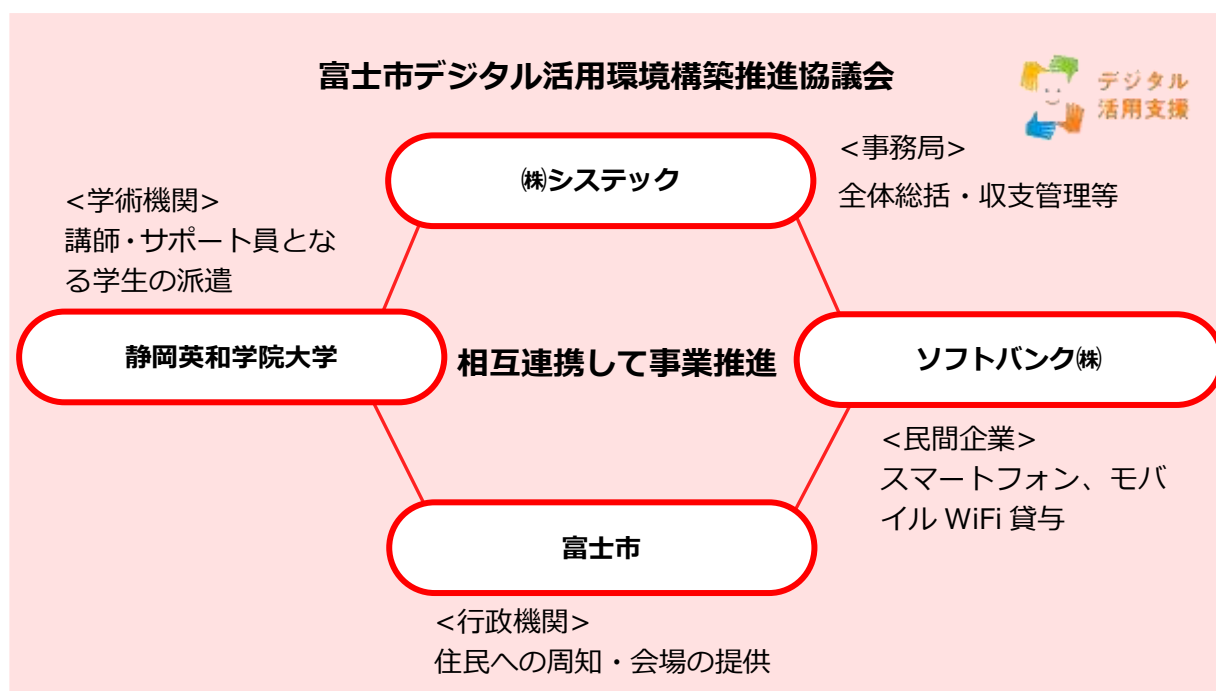 富士市デジタル活用環境構築推進協議会
デジタル
活用支援
㈱システック
<事務局>
全体総括・収支管理等
<学術機関>
講師・サポート員とな
る学生の派遣
静岡英和学院大学
相互連携して事業推進
ソフトバンク㈱
<民間企業>
スマートフォン、モバ
イル WiFi 貸与
富士市
<行政機関>
住民への周知・会場の提供